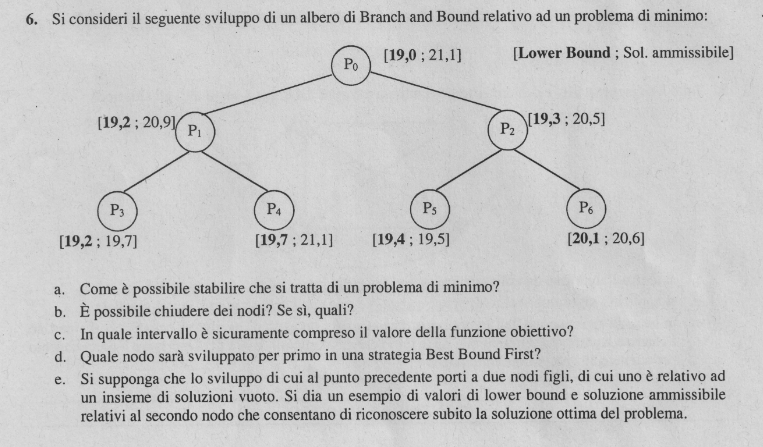 6. Si consideri il seguente sviluppo di un albero di Branch and Bound relativo ad un problema di minimo:
P0 [19,0 ; 21,1] [Lower Bound ; Sol. ammissibile]
[19,2 ; 20,9] P1 P2 [19,3 ; 20,5]
P3 P4 P5 P6
[19,2 ; 19,7] [19,7 ; 21,1] [19,4 ; 19,5] [20,1 ; 20,6]
a. Come è possibile stabilire che si tratta di un problema di minimo?
b. È possibile chiudere dei nodi? Se sì, quali?
c. In quale intervallo è sicuramente compreso il valore della funzione obiettivo?
d. Quale nodo sarà sviluppato per primo in una strategia Best Bound First?
e. Si supponga che lo sviluppo di cui al punto precedente porti a due nodi figli, di cui uno è relativo ad
un insieme di soluzioni vuoto. Si dia un esempio di valori di lower bound e soluzione ammissibile
relativi al secondo nodo che consentano di riconoscere subito la soluzione ottima del problema.